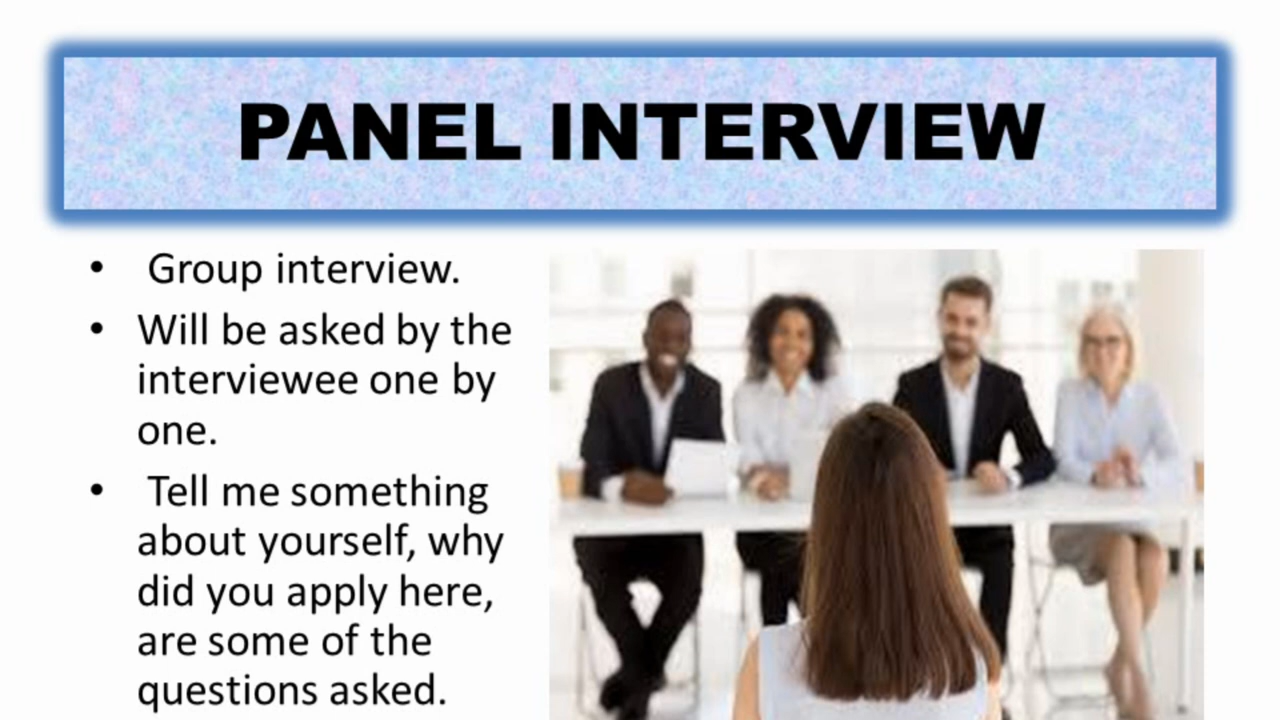 PANEL INTERVIEW
• Group interview.
• Will be asked by the
interviewee one by
one.
• Tell me something
about yourself, why
did you apply here,
are some of the
questions asked.